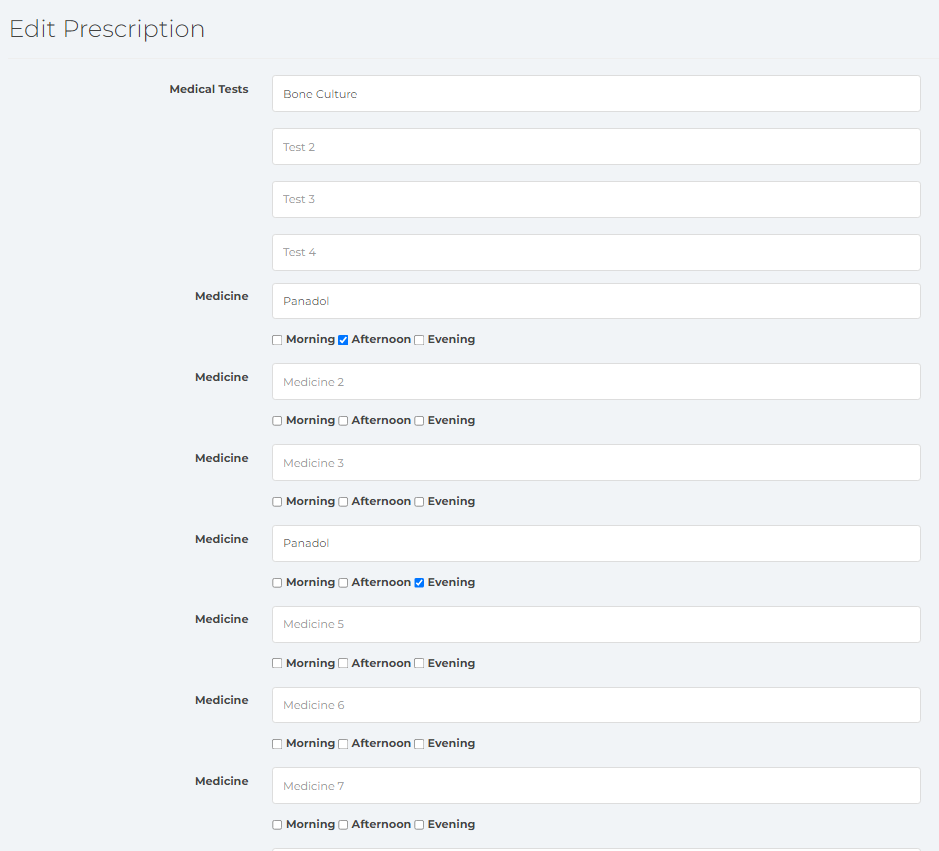 Edit Prescription
Medical Tests
Bone Culture
Test 2
Test 3
Test 4
Medicine
Panadol
Morning Afternoon Evening
Medicine
Medicine 2
Morning Afternoon Evening
Medicine
Medicine 3
Morning Afternoon Evening
Medicine
Panadol
Morning Afternoon Evening
Medicine
Medicine 5
Morning Afternoon Evening
Medicine
Medicine 6
Morning Afternoon Evening
Medicine
Medicine 7
Morning Afternoon Evening